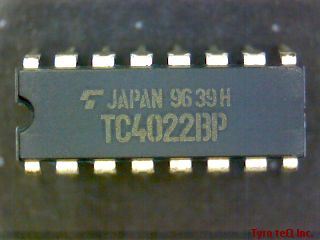 JAPAN 9639H
TC4022BP
Tyro teq Inc.